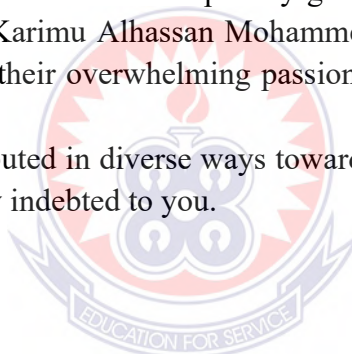 Karimu Alhassan Mohamme
their overwhelming passion
uted in diverse ways toward
indebted to you.
EDUCATION FOR SERVICE